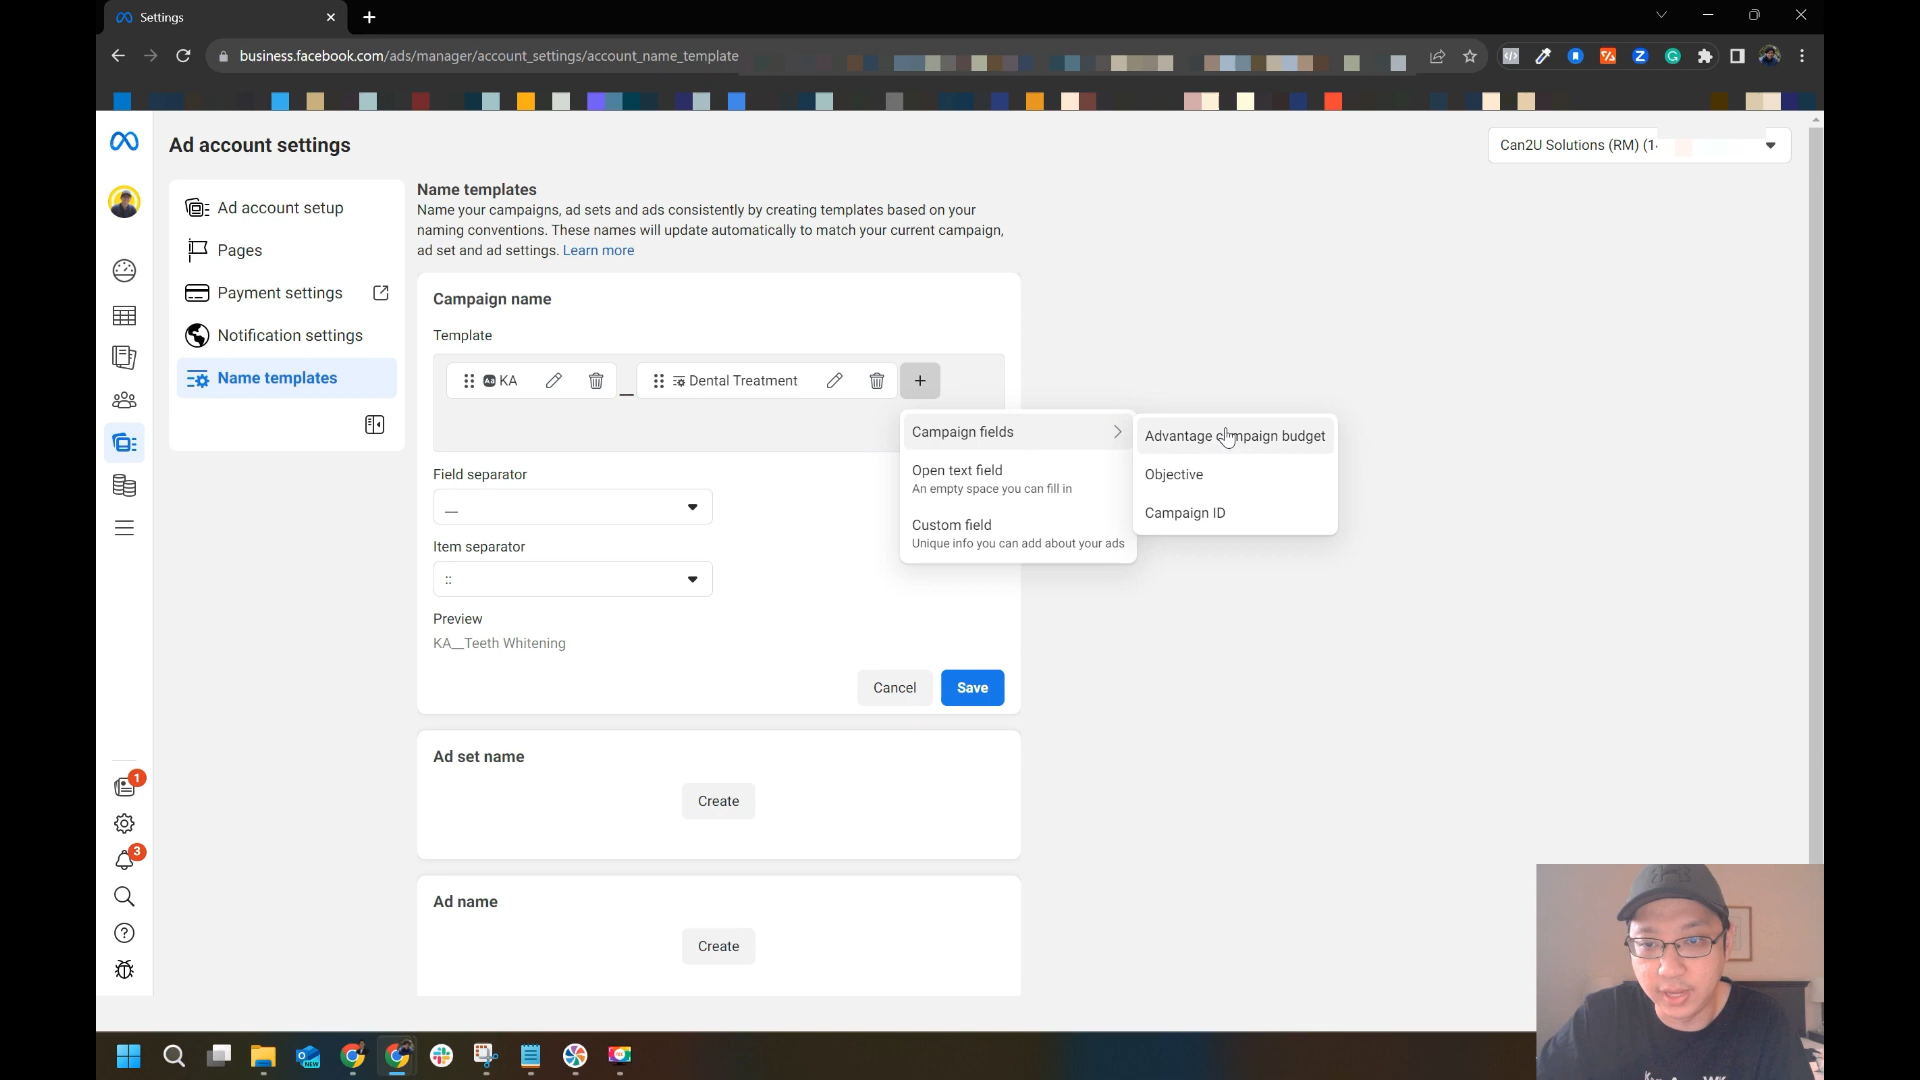 Settings
business.facebook.com/ads/manager/account_settings/account_name_template
Ad account settings
Can2U Solutions (RM)
Ad account setup
Pages
Payment settings
Notification settings
Name templates
Name templates
Name your campaigns, ad sets and ads consistently by creating templates based on your
naming conventions. These names will update automatically to match your current campaign,
ad set and ad settings. Learn more
Campaign name
Template
KA
__
Dental Treatment
+
Campaign fields
Open text field
An empty space you can fill in
Custom field
Unique info you can add about your ads
Advantage campaign budget
Objective
Campaign ID
Field separator
__
Item separator
::
Preview
KA__Teeth Whitening
Cancel
Save
Ad set name
Create
Ad name
Create
1
3